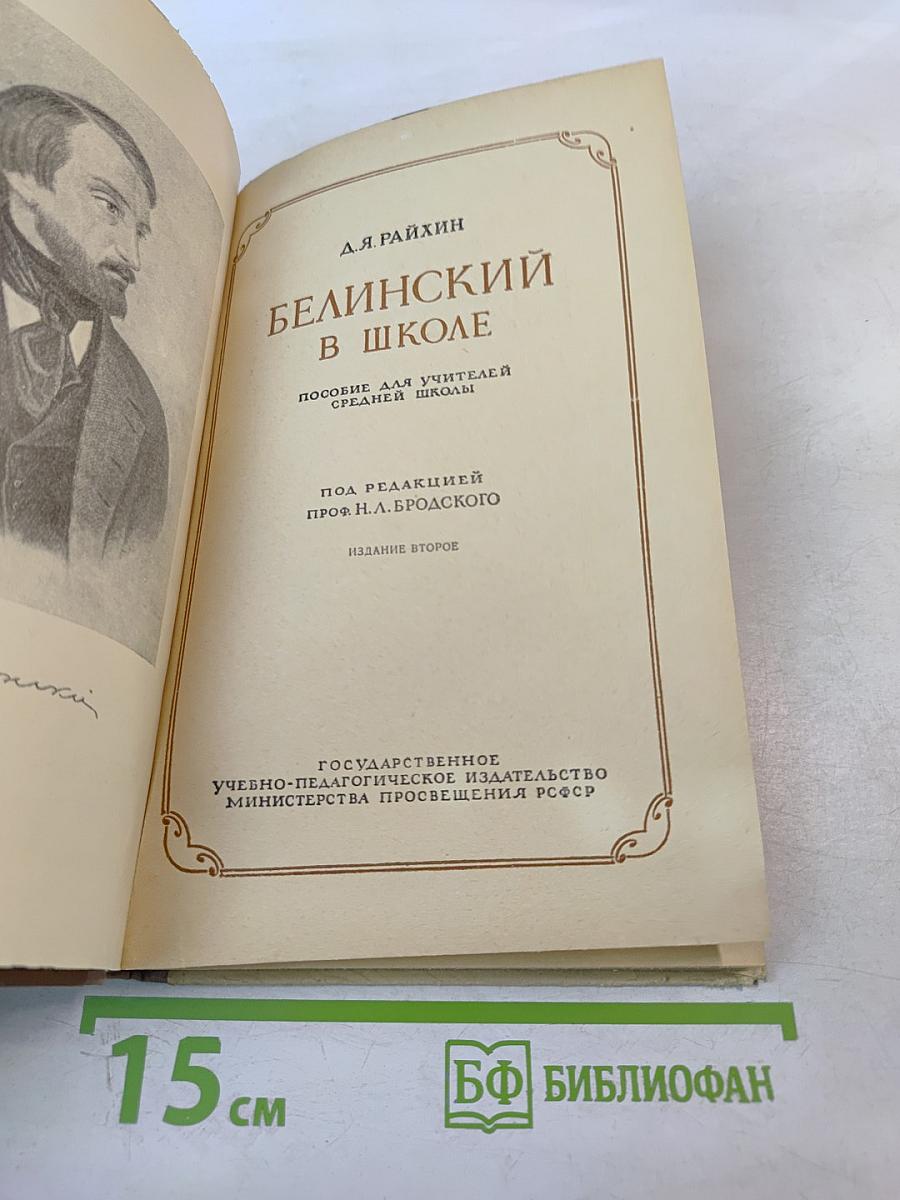 Д.Я. РАЙХИН
БЕЛИНСКИЙ
В ШКОЛЕ
ПОСОБИЕ ДЛЯ УЧИТЕЛЕЙ
СРЕДНЕЙ ШКОЛЫ
ПОД РЕДАКЦИЕЙ
ПРОФ. Н.Л. БРОДСКОГО
ИЗДАНИЕ ВТОРОЕ
ГОСУДАРСТВЕННОЕ
УЧЕБНО-ПЕДАГОГИЧЕСКОЕ ИЗДАТЕЛЬСТВО
МИНИСТЕРСТВА ПРОСВЕЩЕНИЯ РСФСР
15 см
БФ БИБЛИОФАН